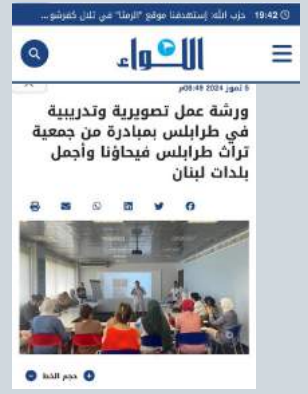 19:42 حزب الله: إستهدفنا موقع "الرمثا" في تلال كفرشو...
اللواء
5 تموز 2024 08:49م
ورشة عمل تصويرية وتدريبية
في طرابلس بمبادرة من جمعية
تراث طرابلس فيحاؤنا وأجمل
بلدات لبنان
حجم الخط